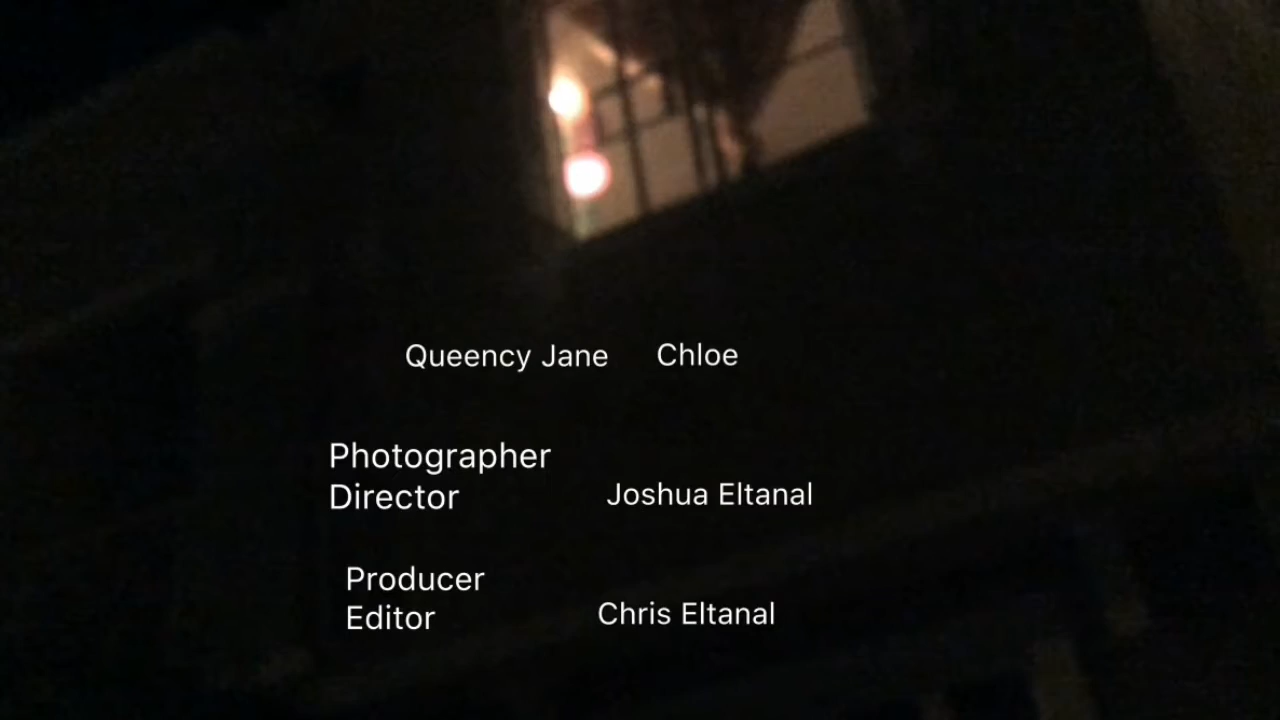 Queency Jane Chloe
Photographer
Director Joshua Eltanal
Producer
Editor Chris Eltanal